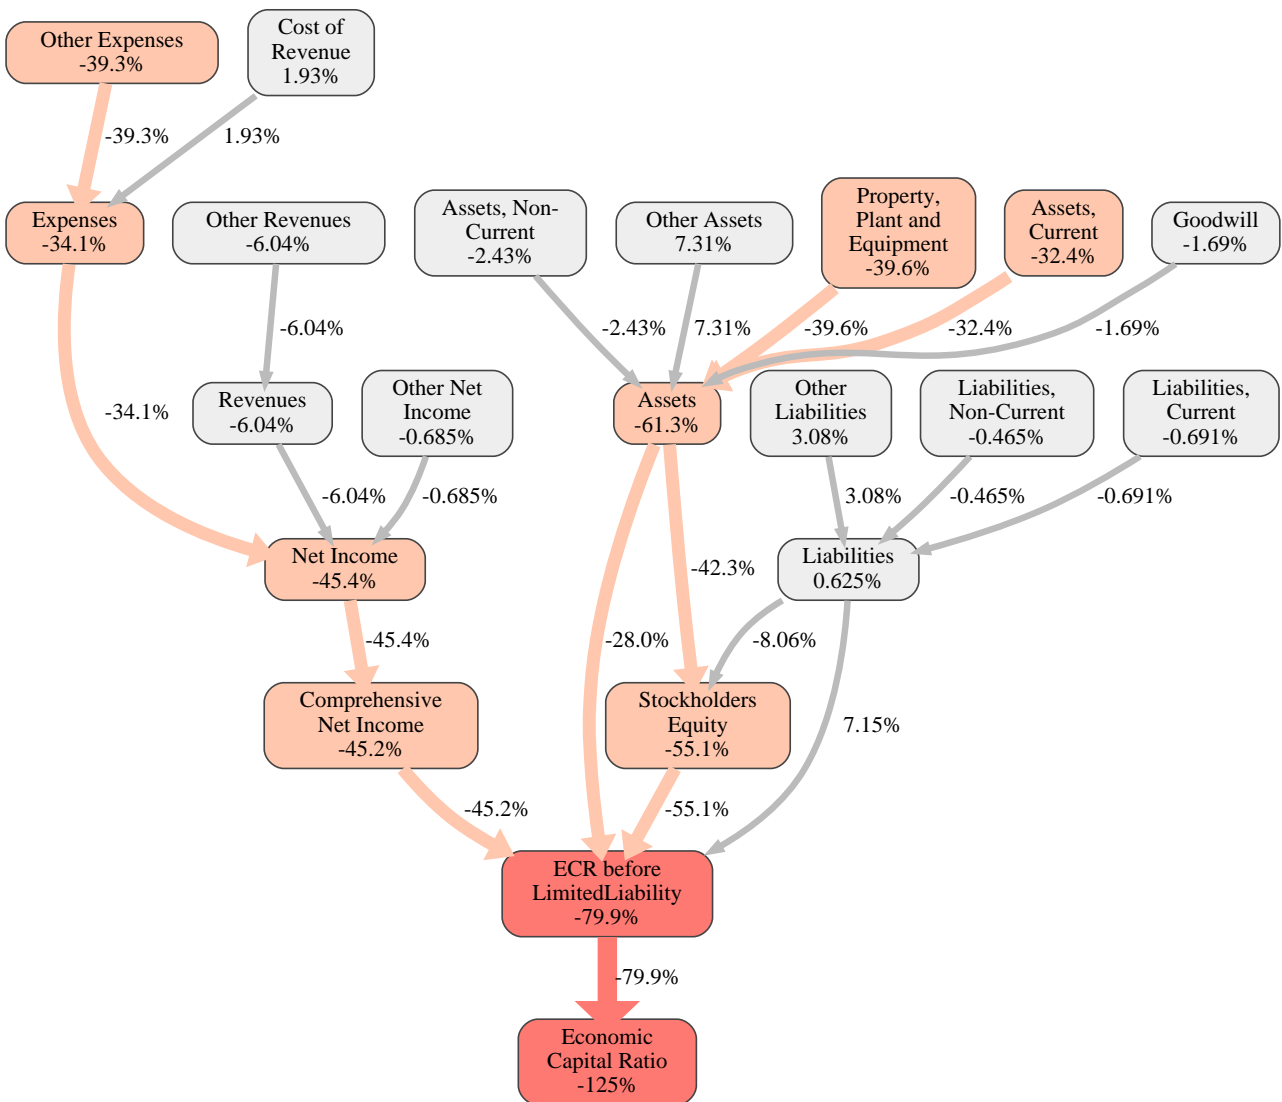 Other Expenses
-39.3%
Cost of
Revenue
1.93%
-39.3%
1.93%
Expenses
-34.1%
Other Revenues
-6.04%
Assets, Non-
Current
-2.43%
Other Assets
7.31%
Property,
Plant and
Equipment
-39.6%
Assets,
Current
-32.4%
Goodwill
-1.69%
-6.04%
-2.43%
7.31%
-39.6%
-32.4%
-1.69%
-34.1%
Revenues
-6.04%
Other Net
Income
-0.685%
Assets
-61.3%
Other
Liabilities
3.08%
Liabilities,
Non-Current
-0.465%
Liabilities,
Current
-0.691%
-6.04%
-0.685%
3.08%
-0.465%
-0.691%
Net Income
-45.4%
-42.3%
Liabilities
0.625%
-45.4%
-28.0%
-8.06%
Comprehensive
Net Income
-45.2%
Stockholders
Equity
-55.1%
7.15%
-45.2%
-55.1%
ECR before
LimitedLiability
-79.9%
-79.9%
Economic
Capital Ratio
-125%